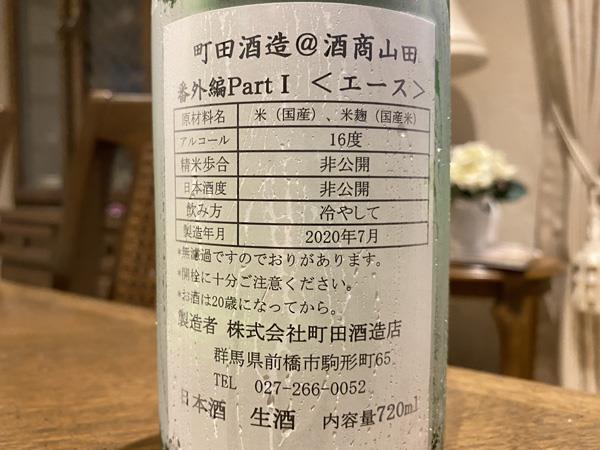 町田酒造@酒商山田
番外編Part I <エース>
原材料名 米(国産)、米麹(国産米)
アルコール 16度
精米歩合 非公開
日本酒度 非公開
飲み方 冷やして
製造年月 2020年7月
*無濾過ですのでおりがあります。
*開栓に十分ご注意ください。
*お酒は20歳になってから。
製造者 株式会社町田酒造店
群馬県前橋市駒形町65
TEL 027-266-0052
日本酒 生酒 内容量720ml